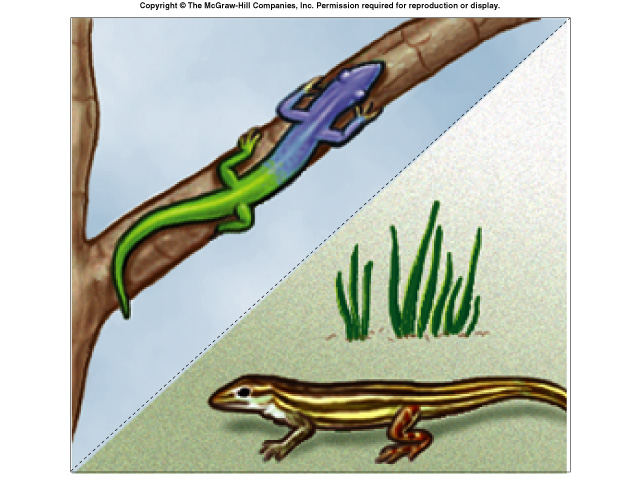 Copyright © The McGraw-Hill Companies, Inc. Permission required for reproduction or display.